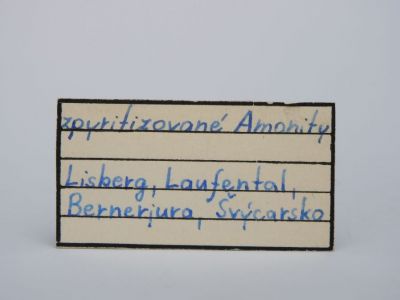 zpyritizované Amonity
Lisberg, Laufental,
Bernerjura, Švýcarsko